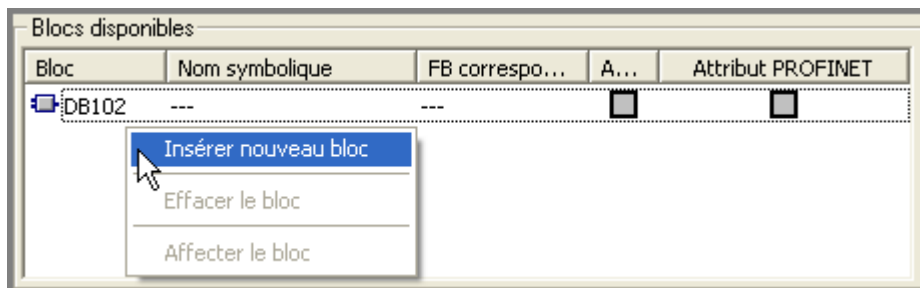 Blocs disponibles
Bloc Nom symbolique FB correspo... A... Attribut PROFINET
DB102 --- ---
Insérer nouveau bloc
Effacer le bloc
Affecter le bloc